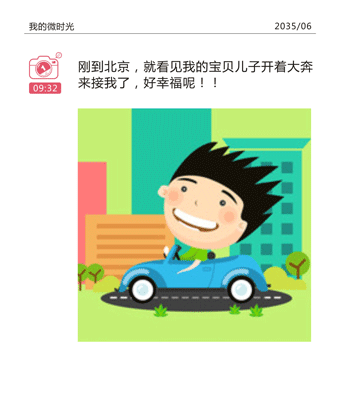 我的微时光
2035/06
刚到北京，就看见我的宝贝儿子开着大奔
来接我了，好幸福呢！！
09:32